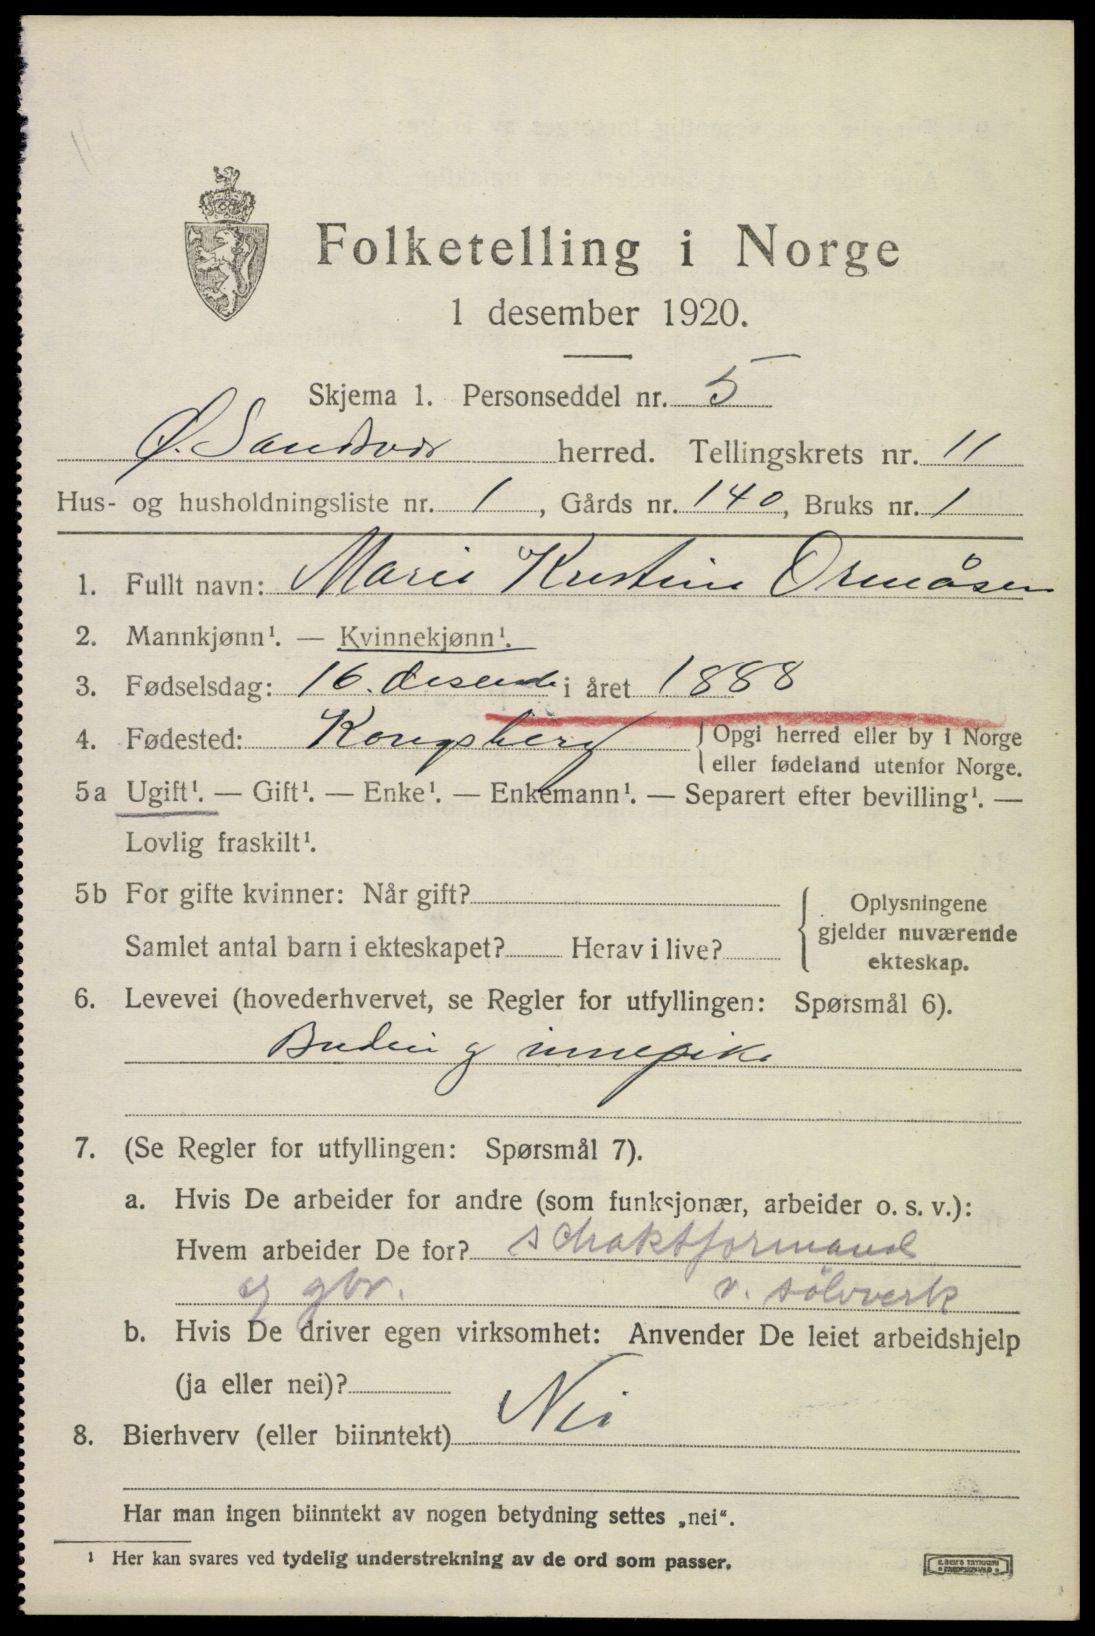 Folketelling i Norge
1 desember 1920.
Skjema 1. Personseddel nr. 5
Ø. Sandsvær herred. Tellingskrets nr. 11
Hus- og husholdningsliste nr. 1, Gårds nr. 140, Bruks nr. 1
1. Fullt navn: Marie Kristine Ormåsen
2. Mannkjønn¹. — Kvinnekjønn¹.
3. Fødselsdag: 16. desember i året 1888
4. Fødested: Kongsberg { Opgi herred eller by i Norge
eller fødeland utenfor Norge.
5a Ugift¹. — Gift¹. — Enke¹. — Enkemann¹. — Separert efter bevilling¹. —
Lovlig fraskilt¹.
5b For gifte kvinner: Når gift?
Samlet antal barn i ekteskapet? Herav i live?
Oplysningene
gjelder nuværende
ekteskap.
6. Levevei (hovederhvervet, se Regler for utfyllingen: Spørsmål 6).
Budeie og innepike
7. (Se Regler for utfyllingen: Spørsmål 7).
a. Hvis De arbeider for andre (som funksjonær, arbeider o. s. v.):
Hvem arbeider De for? schaktformand
og gbr. v. sölvverk
b. Hvis De driver egen virksomhet: Anvender De leiet arbeidshjelp
(ja eller nei)?
8. Bierhverv (eller biinntekt) Nei
Har man ingen biinntekt av nogen betydning settes „nei“.
¹ Her kan svares ved tydelig understrekning av de ord som passer.